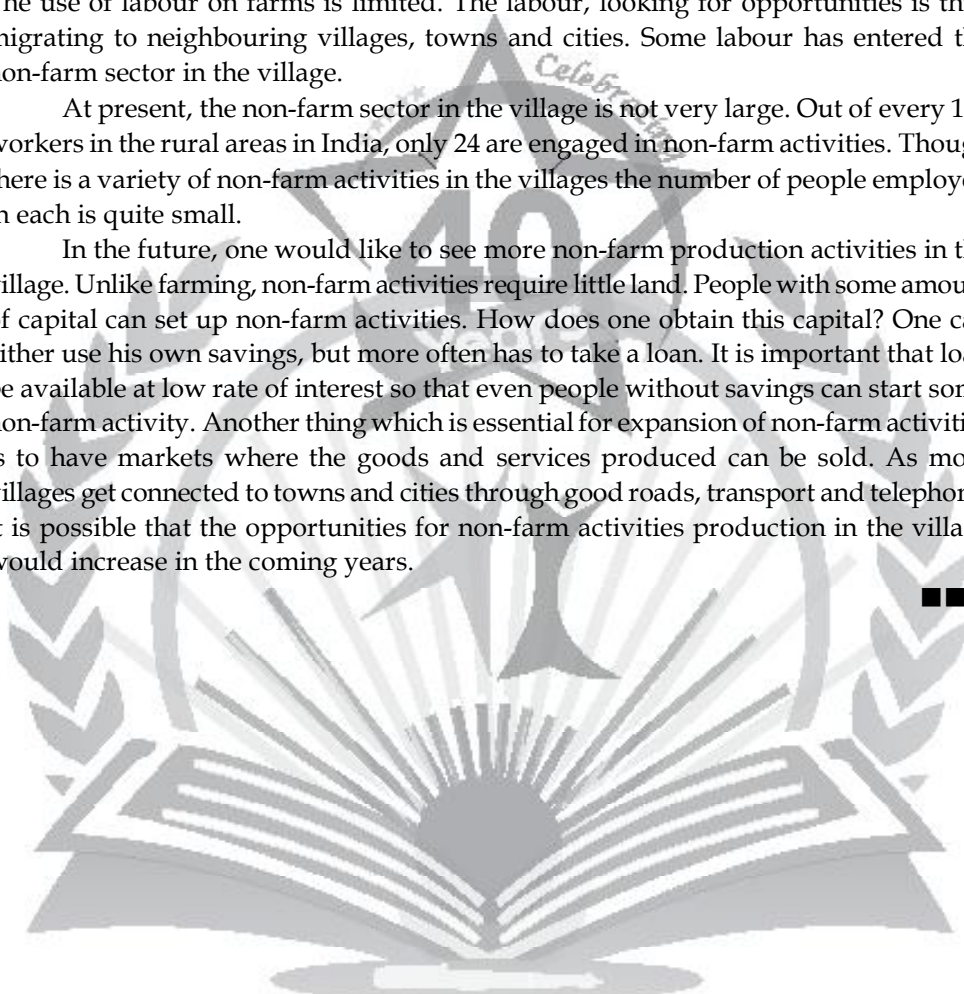 The use of labour on farms is limited. The labour, looking for opportunities is th
nigrating to neighbouring villages, towns and cities. Some labour has entered th
non-farm sector in the village.
At present, the non-farm sector in the village is not very large. Out of every 1
workers in the rural areas in India, only 24 are engaged in non-farm activities. Thoug
here is a variety of non-farm activities in the villages the number of people employe
n each is quite small.
In the future, one would like to see more non-farm production activities in th
village. Unlike farming, non-farm activities require little land. People with some amou
of capital can set up non-farm activities. How does one obtain this capital? One ca
ither use his own savings, but more often has to take a loan. It is important that loa
be available at low rate of interest so that even people without savings can start som
non-farm activity. Another thing which is essential for expansion of non-farm activiti
s to have markets where the goods and services produced can be sold. As mo
villages get connected to towns and cities through good roads, transport and telephon
t is possible that the opportunities for non-farm activities production in the villa
would increase in the coming years.
Celebrating
40
Years